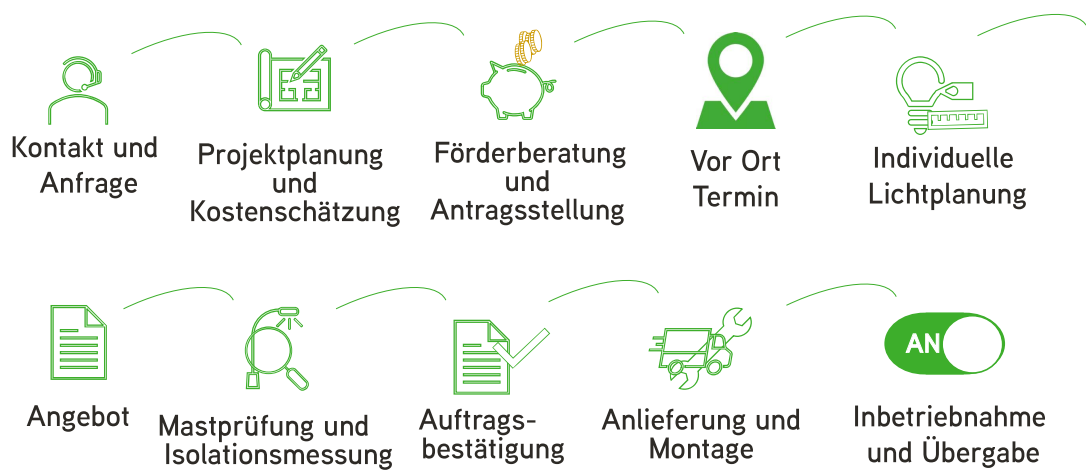 Kontakt und
Anfrage
Projektplanung
und
Kostenschätzung
Förderberatung
und
Antragsstellung
Vor Ort
Termin
Individuelle
Lichtplanung
Angebot
Mastprüfung und
Isolationsmessung
Auftrags-
bestätigung
Anlieferung und
Montage
AN
Inbetriebnahme
und Übergabe